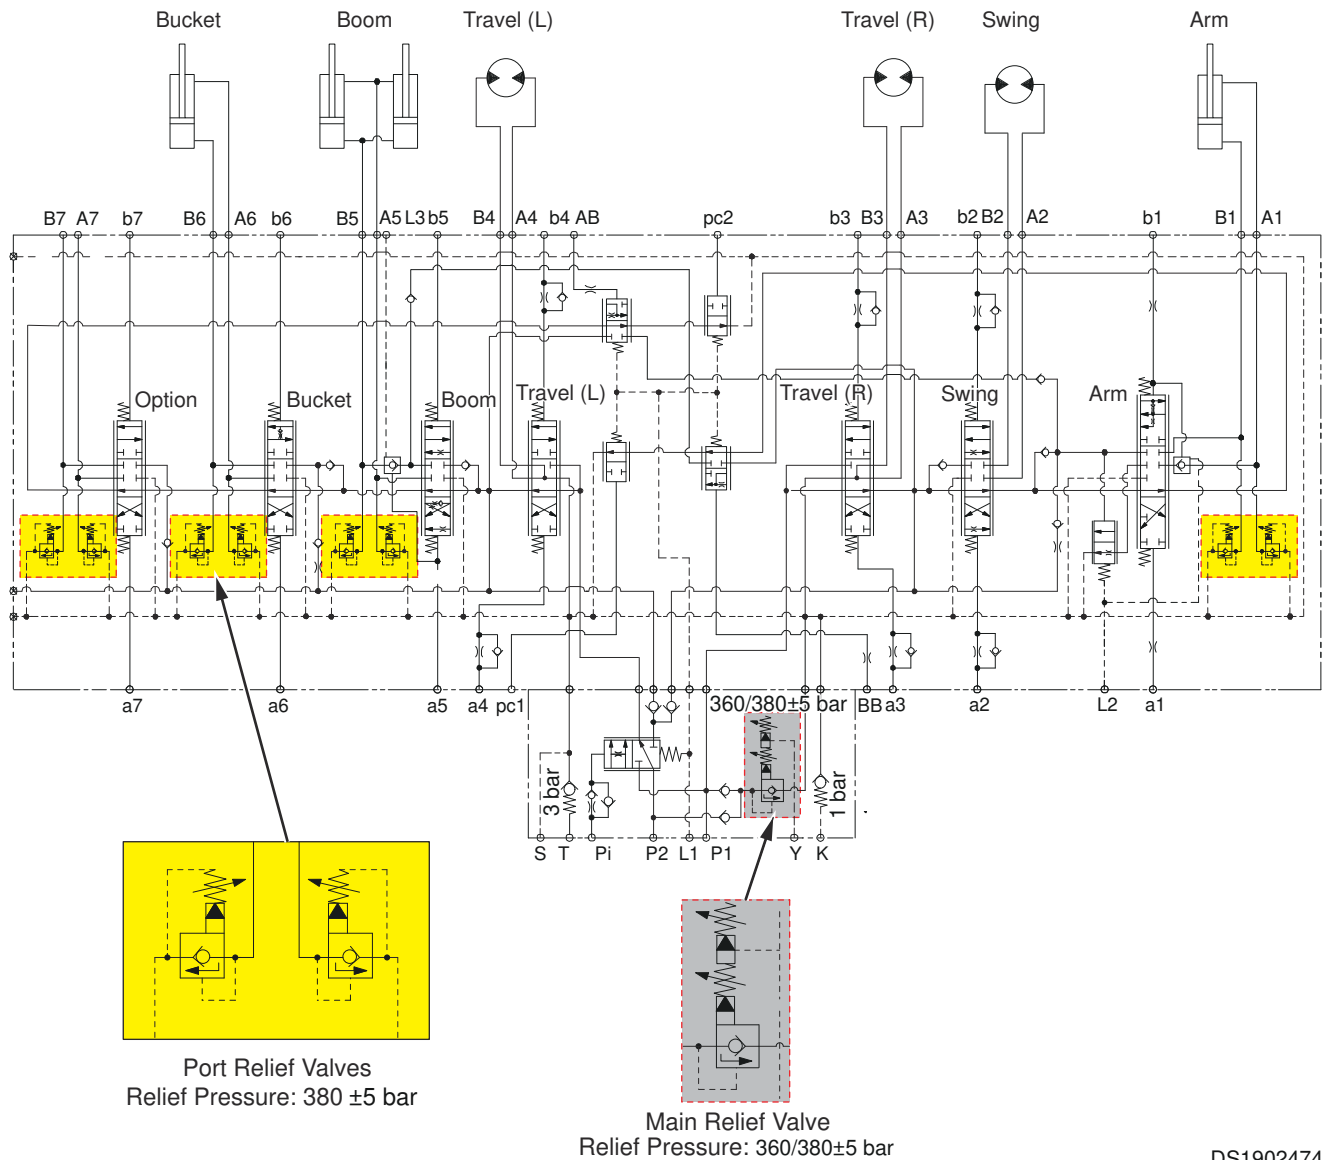 Bucket Boom Travel (L) Travel (R) Swing Arm
B7 A7 b7 B6 A6 b6 B5 A5 L3 b5 B4 A4 b4 AB pc2 b3 B3 A3 b2 B2 A2 b1 B1 A1
Option Bucket Boom Travel (L) Travel (R) Swing Arm
a7 a6 a5 a4 pc1 360/380±5 bar BB a3 a2 L2 a1
3 bar
1 bar
S T Pi P2 L1 P1 Y K
Port Relief Valves
Relief Pressure: 380 ±5 bar
Main Relief Valve
Relief Pressure: 360/380±5 bar
DS1902474